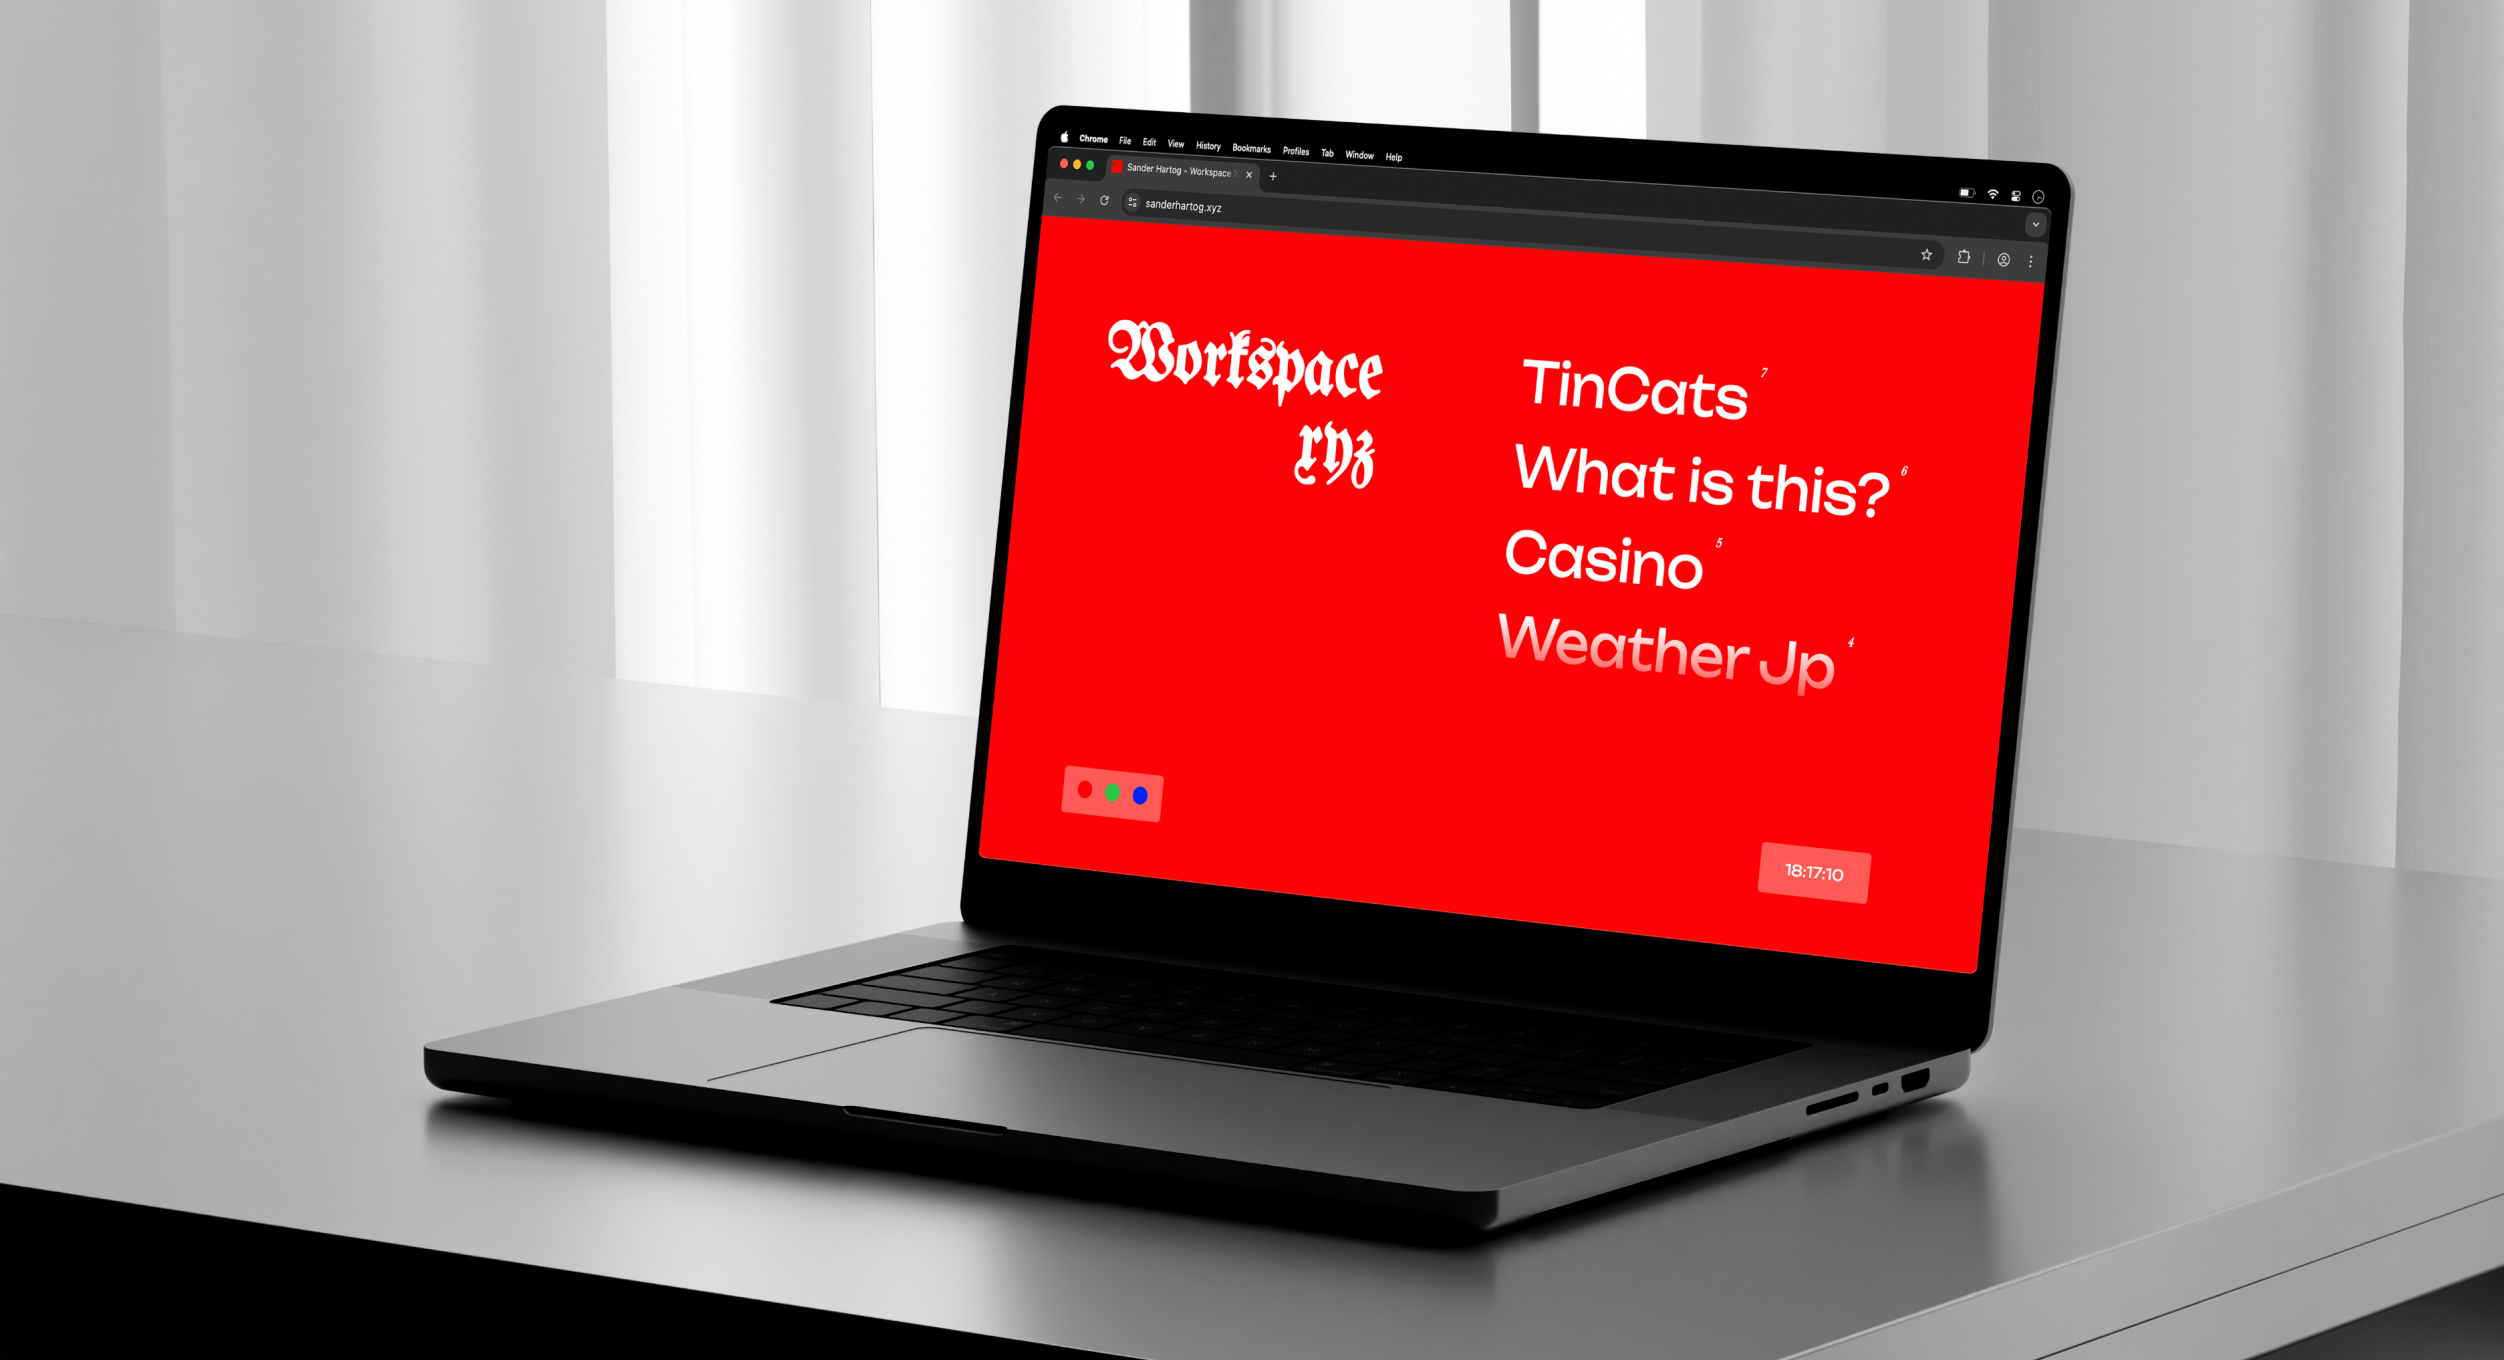 Chrome File Edit View History Bookmarks Profiles Tab Window Help
Sander Hartog - Workspace
sanderhartog.xyz
Workspace
xyz
TinCats 7
What is this? 6
Casino 5
Weather Jp 4
18:17:10